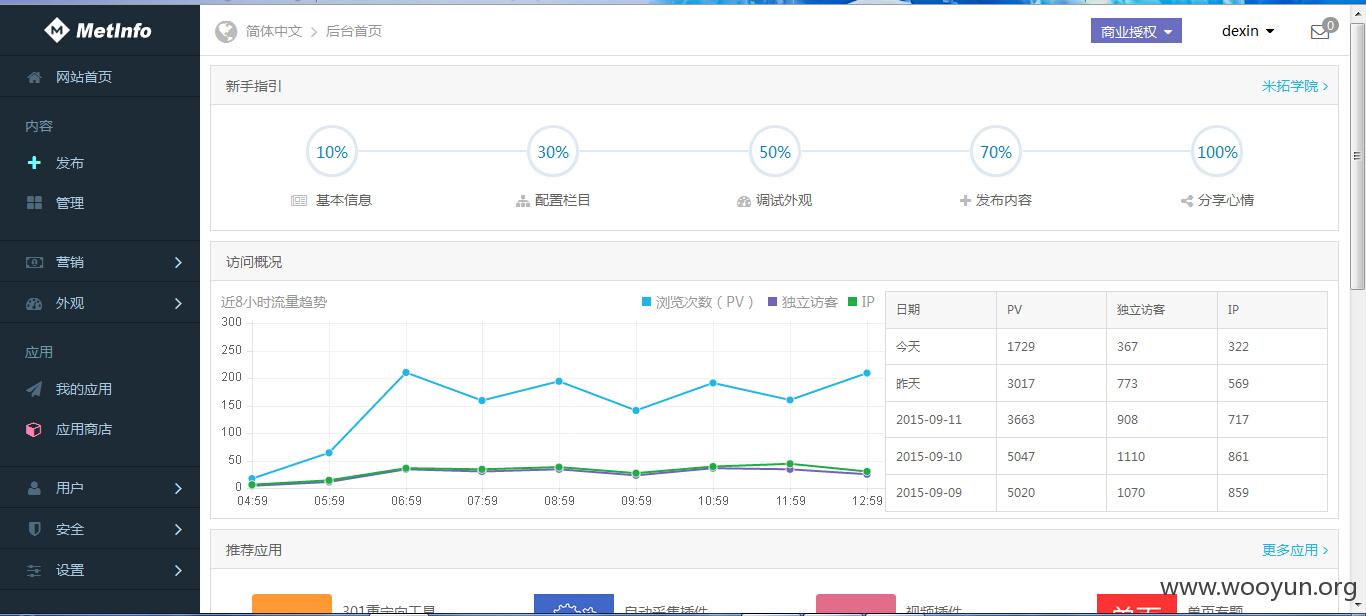 MetInfo
简体中文 > 后台首页
商业授权
dexin
0
网站首页
内容
发布
管理
营销
外观
应用
我的应用
应用商店
用户
安全
设置
新手指引
米拓学院 >
10%
30%
50%
70%
100%
基本信息
配置栏目
调试外观
发布内容
分享心情
访问概况
近8小时流量趋势
浏览次数（PV） 独立访客 IP
300
250
200
150
100
50
0
04:59 05:59 06:59 07:59 08:59 09:59 10:59 11:59 12:59
日期 PV 独立访客 IP
今天 1729 367 322
昨天 3017 773 569
2015-09-11 3663 908 717
2015-09-10 5047 1110 861
2015-09-09 5020 1070 859
推荐应用
更多应用 >
301重定向工具
自动采集插件
视频插件
单页
单页专题
www.wooyun.org